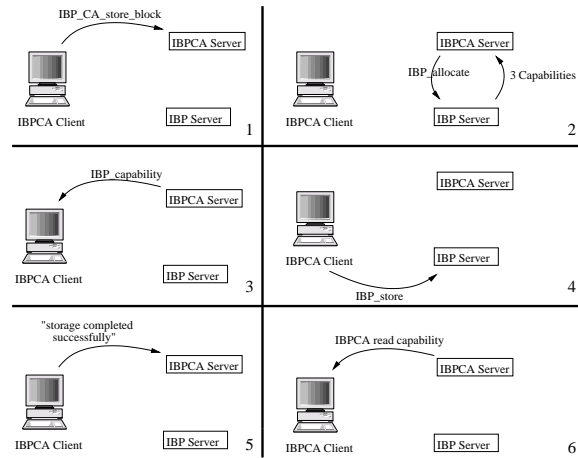 IBP_CA_store_block
IBPCA Server
IBPCA Client
IBP Server
1
IBPCA Server
IBP_allocate
3 Capabilities
IBPCA Client
IBP Server
2
IBP_capability
IBPCA Server
IBPCA Client
IBP Server
3
IBPCA Server
IBPCA Client
IBP Server
IBP_store
4
"storage completed
successfully"
IBPCA Server
IBPCA Client
IBP Server
5
IBPCA read capability
IBPCA Server
IBPCA Client
IBP Server
6